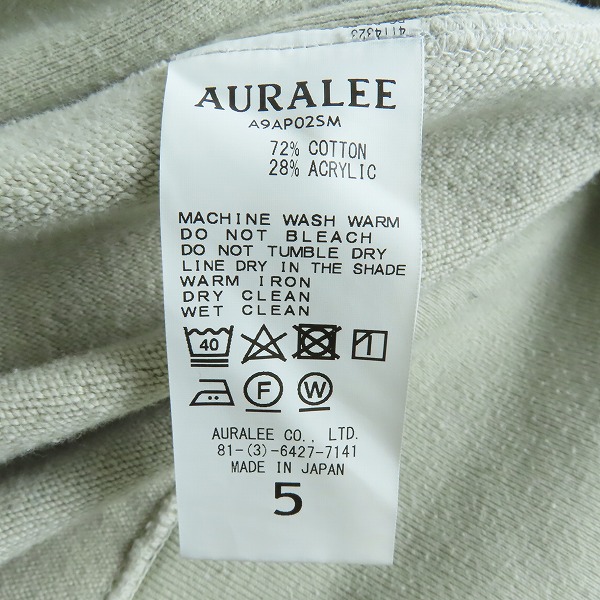 AURALEE
A9AP02SM
72% COTTON
28% ACRYLIC
MACHINE WASH WARM
DO NOT BLEACH
DO NOT TUMBLE DRY
LINE DRY IN THE SHADE
WARM IRON
DRY CLEAN
WET CLEAN
40
F W
AURALEE CO., LTD.
81-(3)-6427-7141
MADE IN JAPAN
5